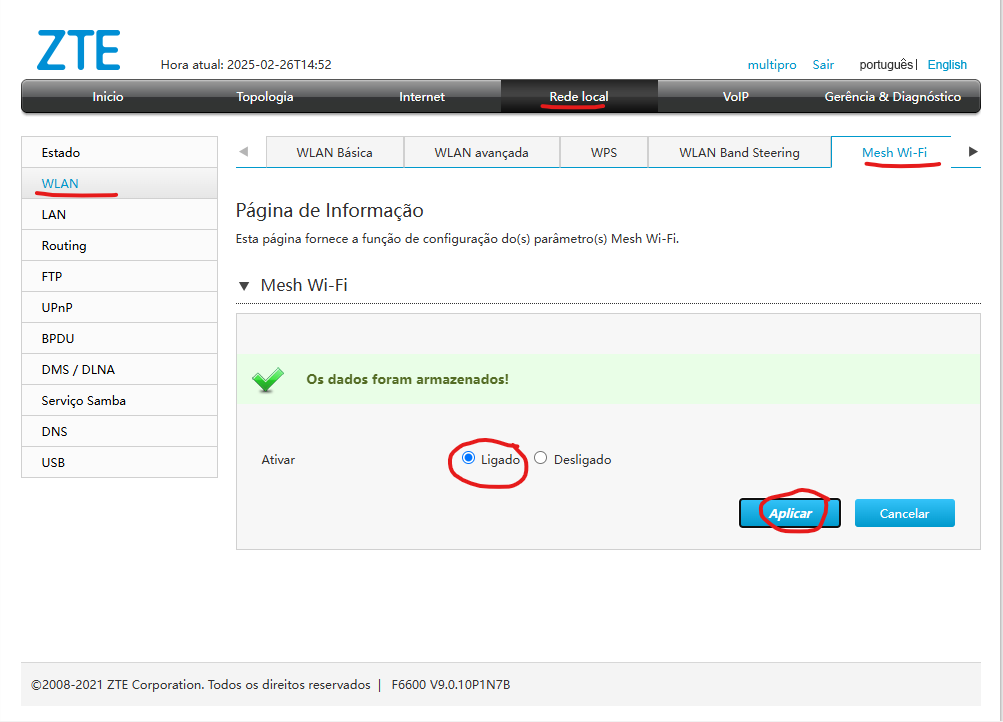 ZTE
Hora atual: 2025-02-26T14:52
multipro Sair português| English
Inicio Topologia Internet Rede local VoIP Gerência & Diagnóstico
Estado
WLAN
LAN
Routing
FTP
UPnP
BPDU
DMS / DLNA
Serviço Samba
DNS
USB
WLAN Básica WLAN avançada WPS WLAN Band Steering Mesh Wi-Fi
Página de Informação
Esta página fornece a função de configuração do(s) parâmetro(s) Mesh Wi-Fi.
Mesh Wi-Fi
Os dados foram armazenados!
Ativar Ligado Desligado
Aplicar Cancelar
©2008-2021 ZTE Corporation. Todos os direitos reservados | F6600 V9.0.10P1N7B